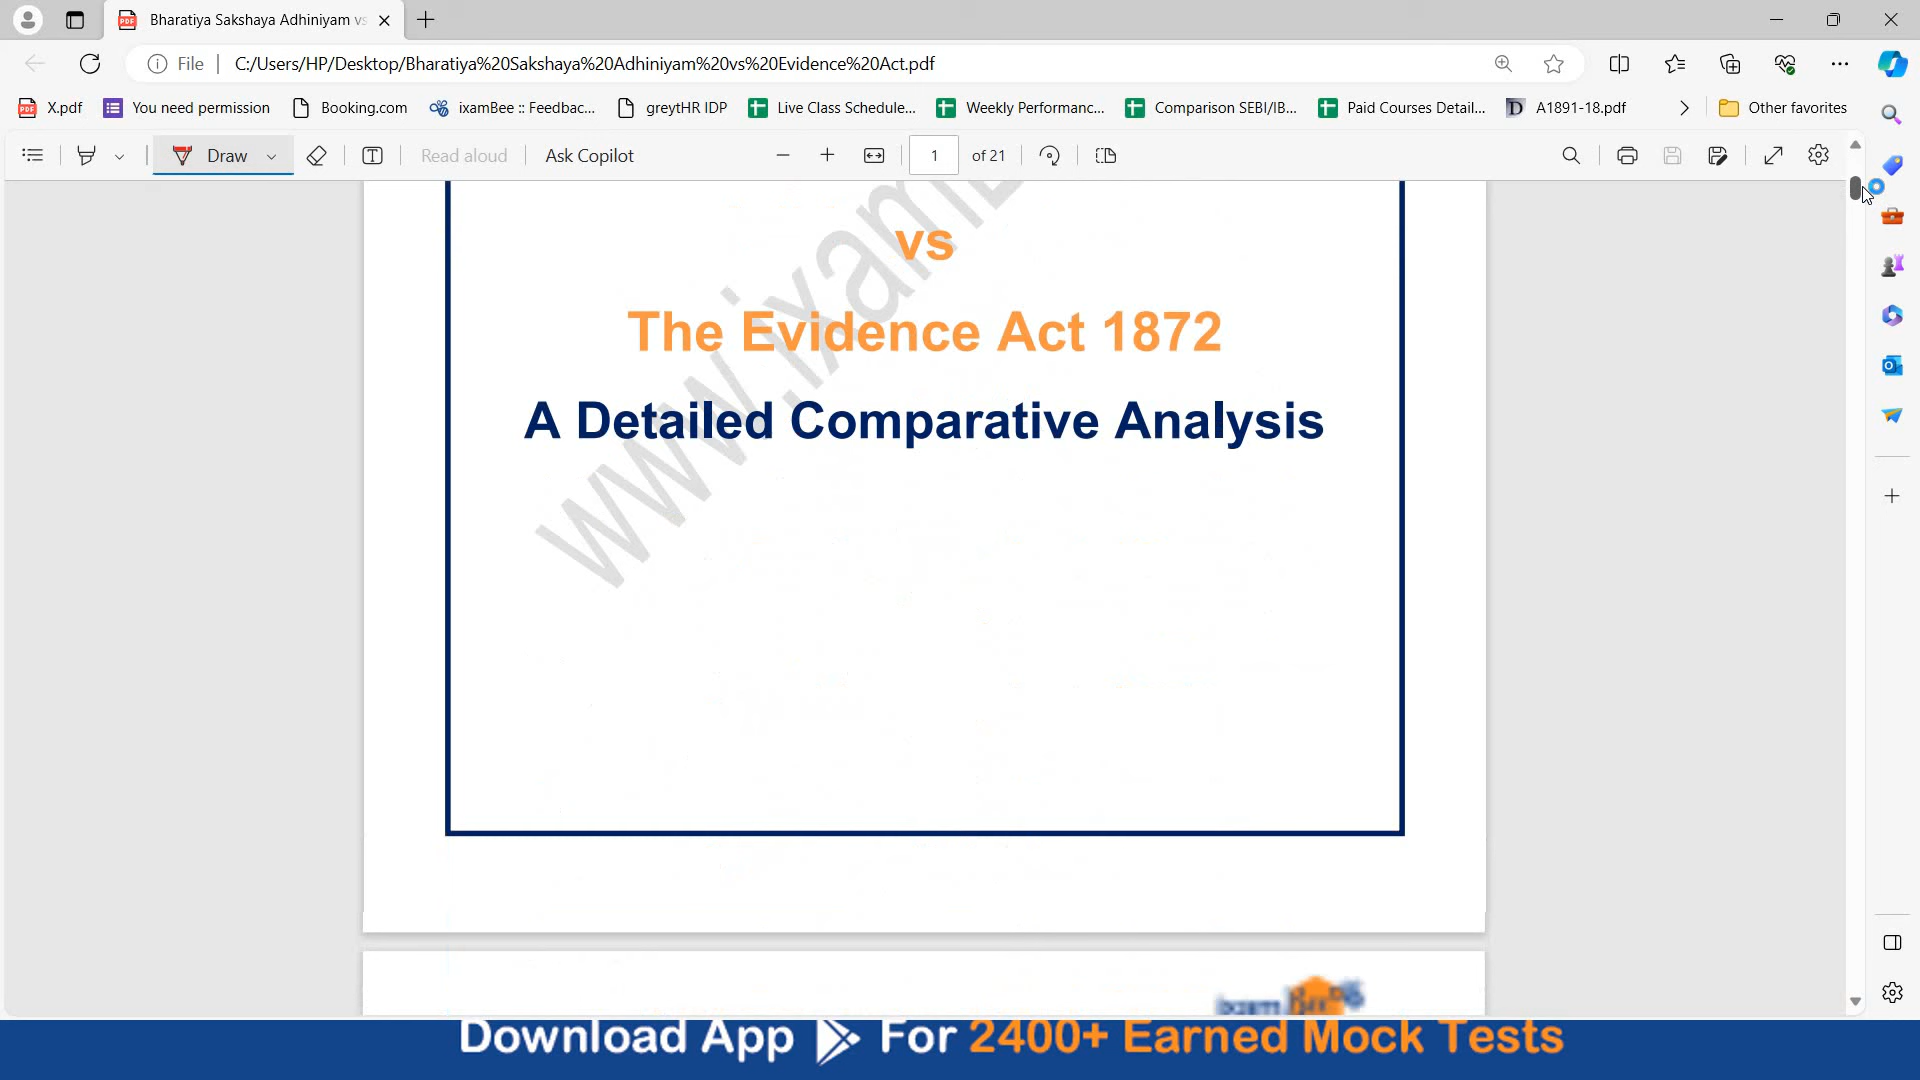 Bharatiya Sakshaya Adhiniyam vs
File
C:/Users/HP/Desktop/Bharatiya%20Sakshaya%20Adhiniyam%20vs%20Evidence%20Act.pdf
X.pdf
You need permission
Booking.com
ixamBee :: Feedbac...
greytHR IDP
Live Class Schedule...
Weekly Performanc...
Comparison SEBI/IB...
Paid Courses Detail...
A1891-18.pdf
Other favorites
Draw
Read aloud
Ask Copilot
1 of 21
vs
The Evidence Act 1872
A Detailed Comparative Analysis
www.ixam
Download App For 2400+ Earned Mock Tests